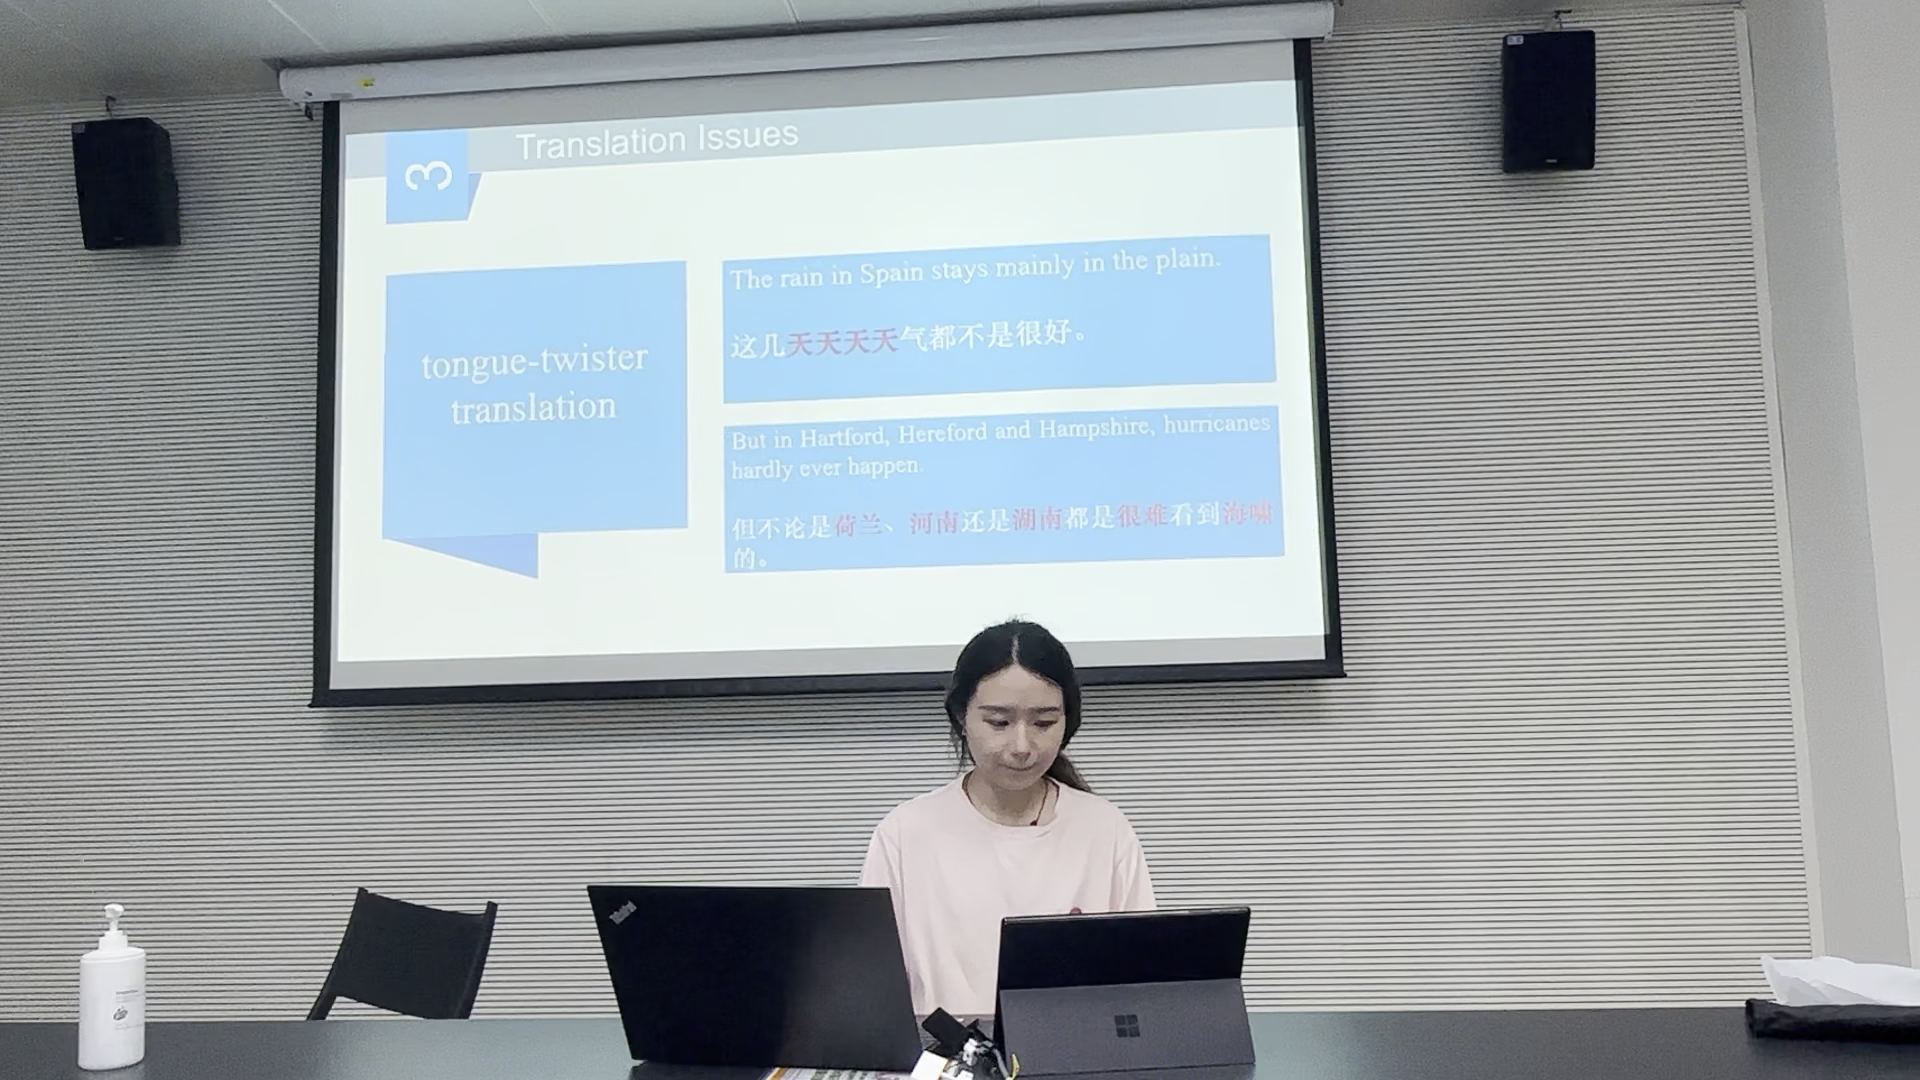 3
Translation Issues
tongue-twister
translation
The rain in Spain stays mainly in the plain.
这几天天天天气都不是很好。
But in Hartford, Hereford and Hampshire, hurricanes
hardly ever happen.
但不论是荷兰、河南还是湖南都是很难看到海啸
的。
ThinkPad